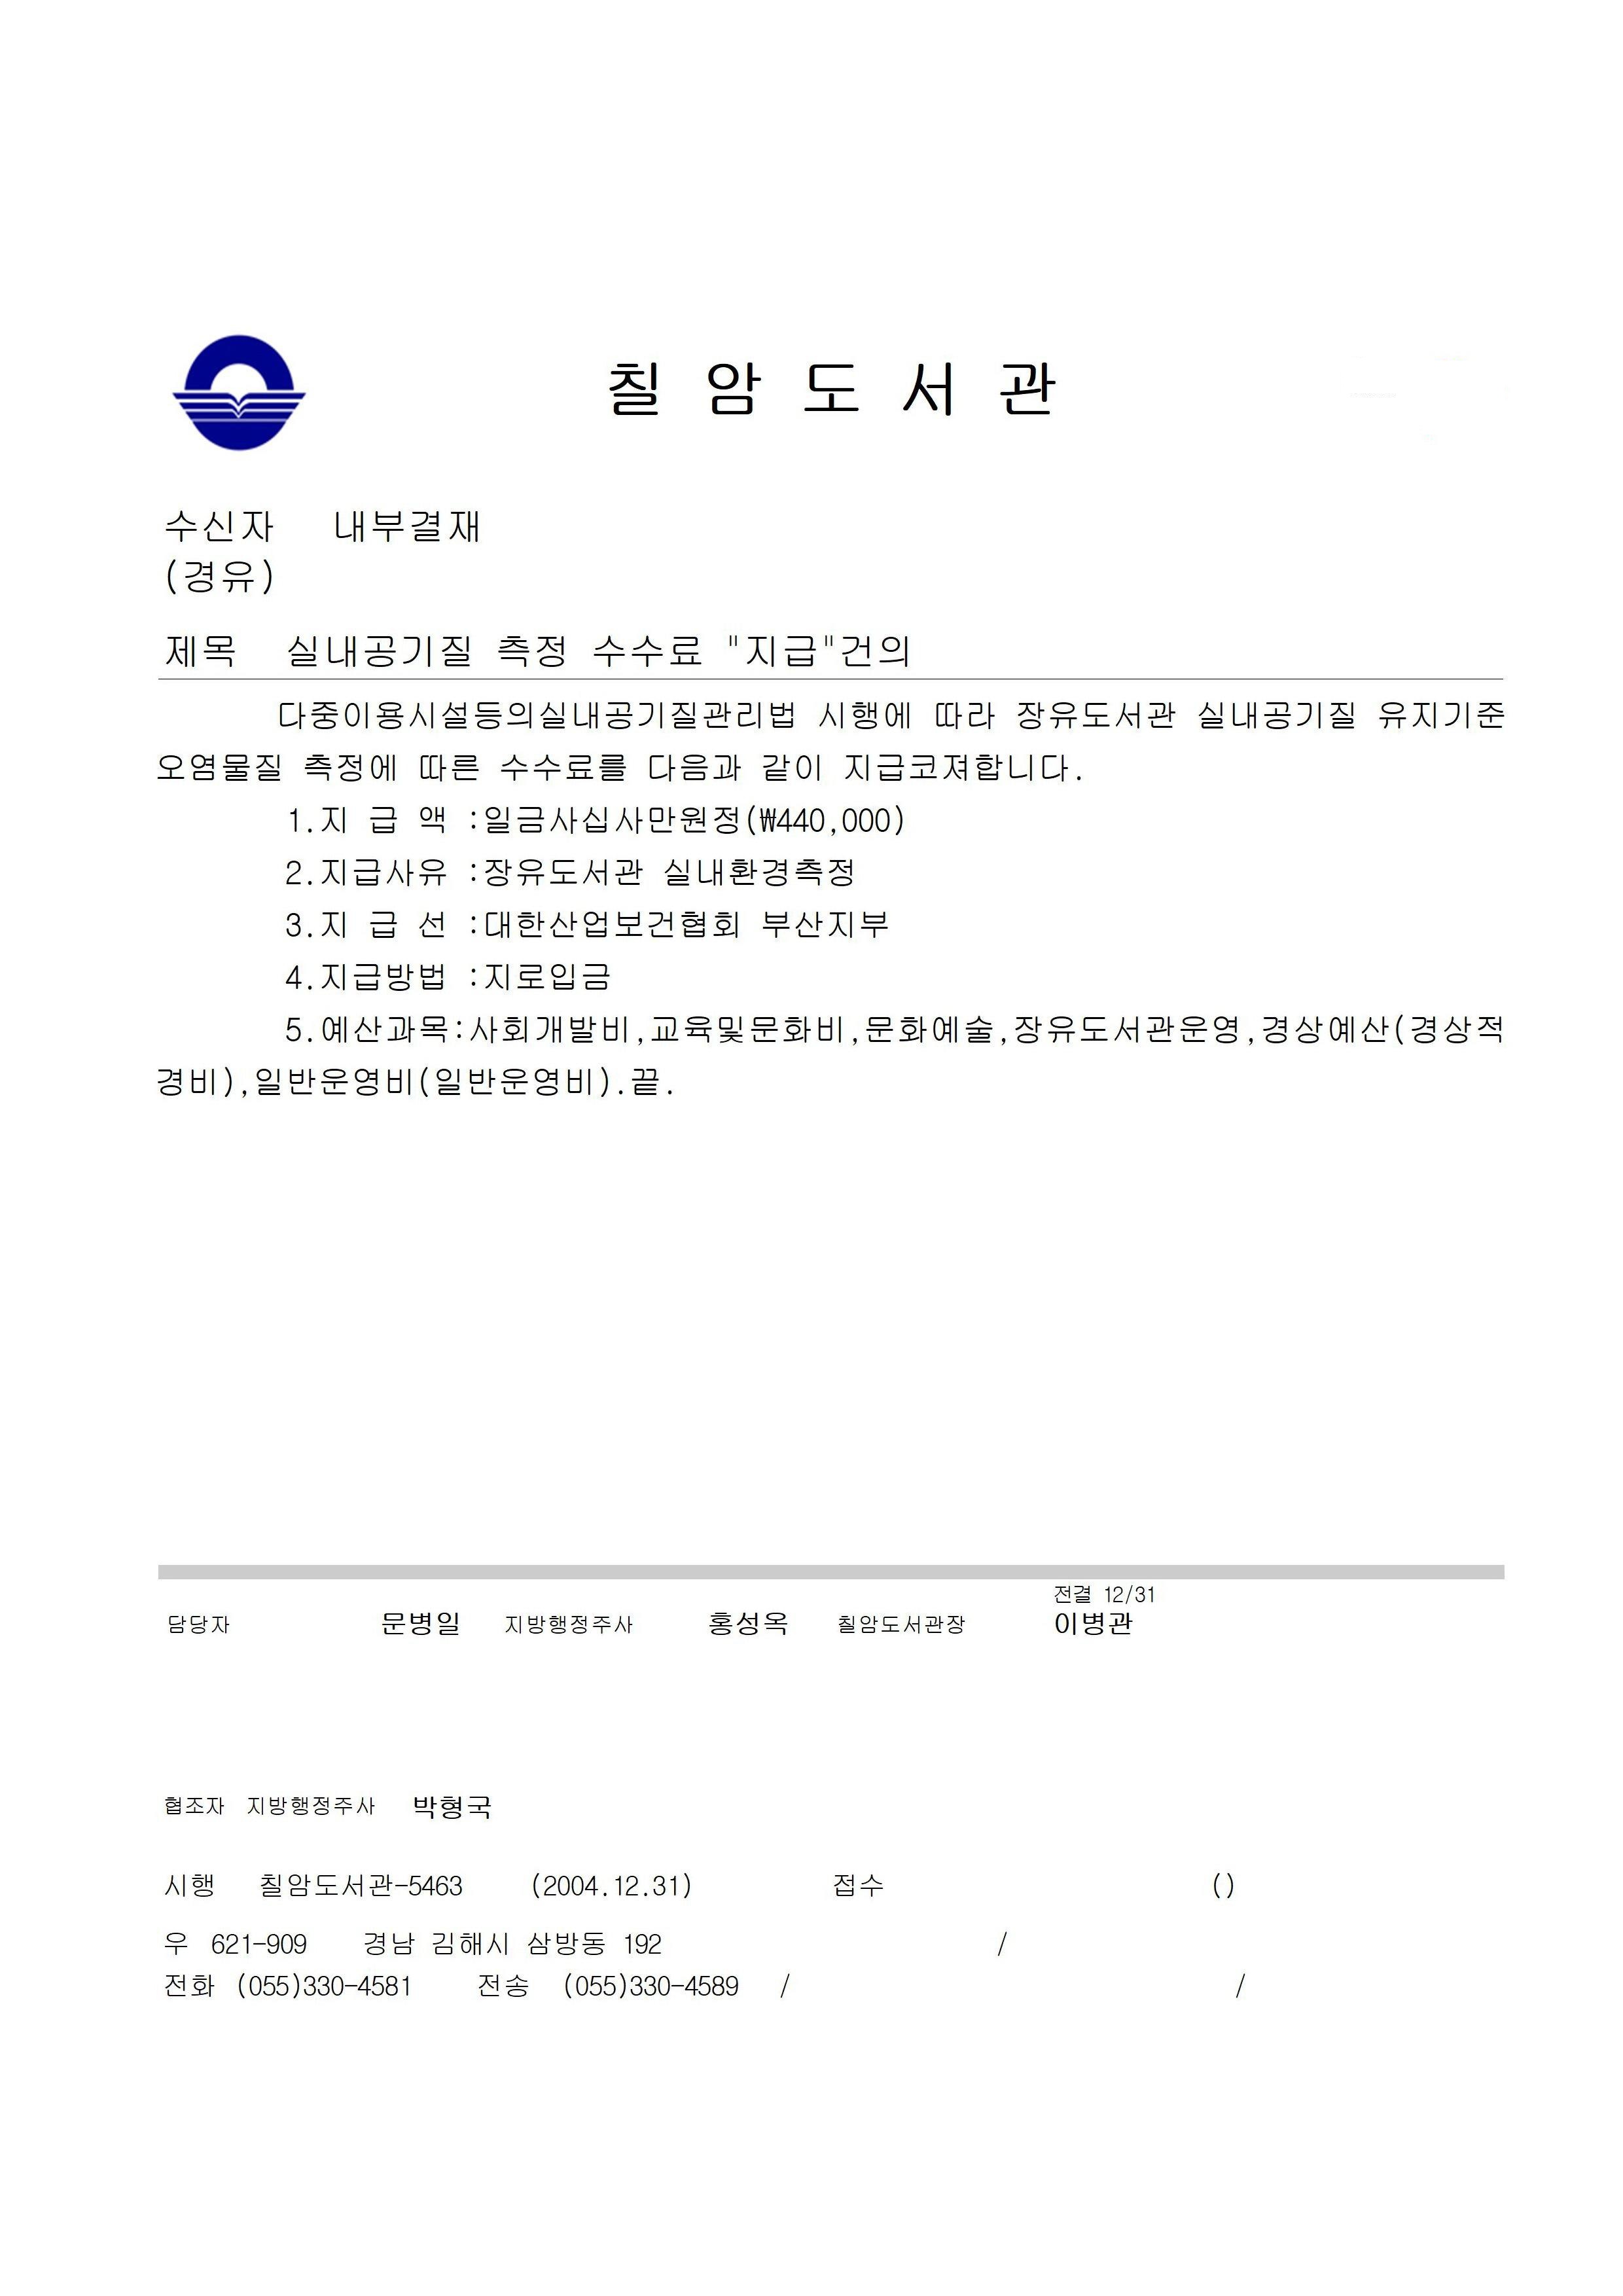 칠 암 도 서 관
수신자 내부결재
(경유)
제목 실내공기질 측정 수수료 "지급"건의
다중이용시설등의실내공기질관리법 시행에 따라 장유도서관 실내공기질 유지기준
오염물질 측정에 따른 수수료를 다음과 같이 지급코져합니다.
1.지 급 액 :일금사십사만원정(₩440,000)
2.지급사유 :장유도서관 실내환경측정
3.지 급 선 :대한산업보건협회 부산지부
4.지급방법 :지로입금
5.예산과목:사회개발비,교육및문화비,문화예술,장유도서관운영,경상예산(경상적
경비),일반운영비(일반운영비).끝.
전결 12/31
담당자 문병일 지방행정주사 홍성옥 칠암도서관장 이병관
협조자 지방행정주사 박형국
시행 칠암도서관-5463 (2004.12.31) 접수 ()
우 621-909 경남 김해시 삼방동 192 /
전화 (055)330-4581 전송 (055)330-4589 / /